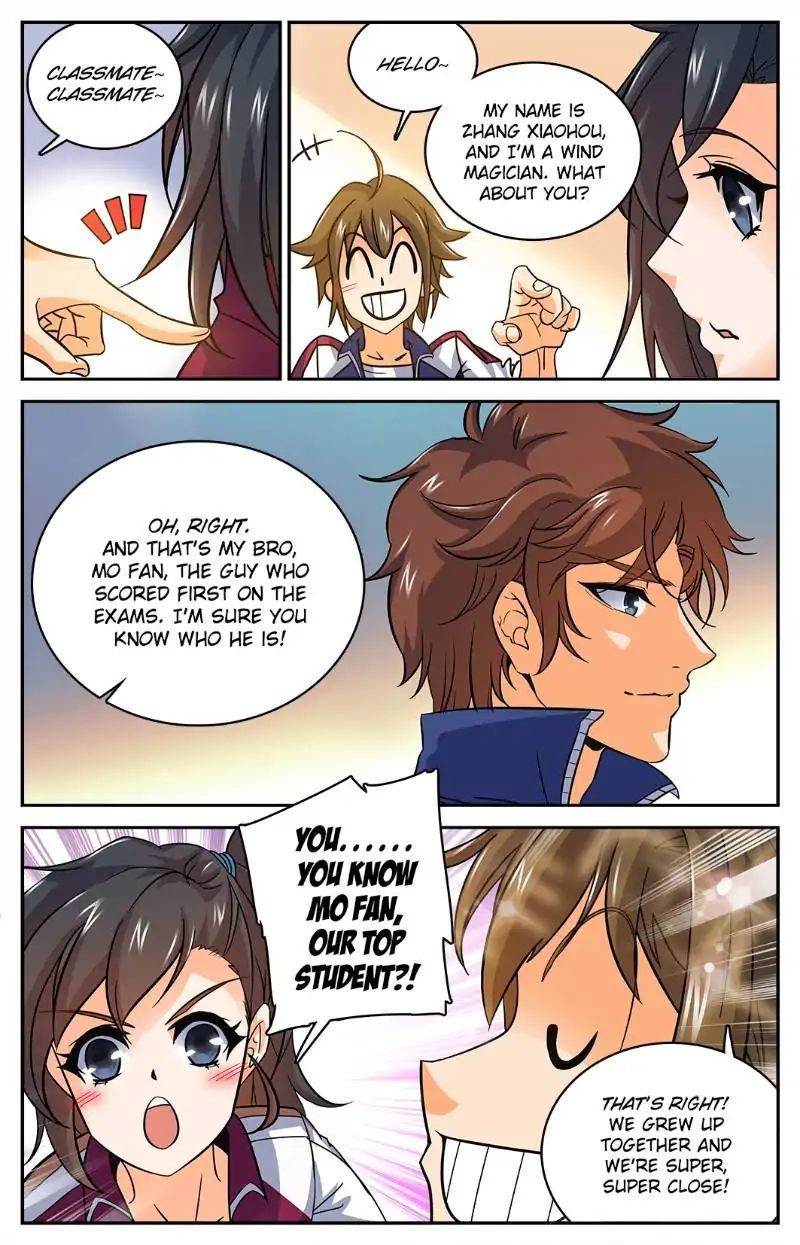 CLASSMATE~
CLASSMATE~
HELLO~
MY NAME IS
ZHANG XIAOHOU,
AND I'M A WIND
MAGICIAN. WHAT
ABOUT YOU?
OH, RIGHT.
AND THAT'S MY BRO,
MO FAN, THE GUY WHO
SCORED FIRST ON THE
EXAMS. I'M SURE YOU
KNOW WHO HE IS!
YOU......
YOU KNOW
MO FAN,
OUR TOP
STUDENT?!
THAT'S RIGHT!
WE GREW UP
TOGETHER AND
WE'RE SUPER,
SUPER CLOSE!